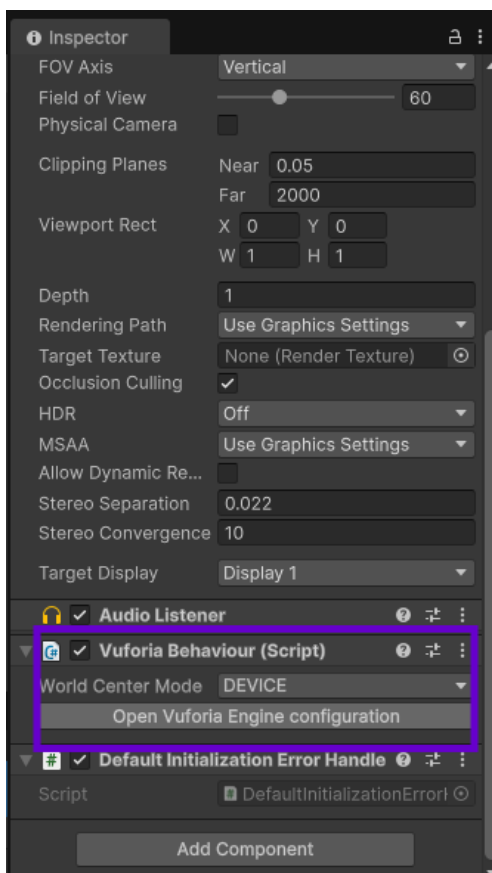 Inspector
FOV Axis Vertical
Field of View 60
Physical Camera
Clipping Planes Near 0.05
Far 2000
Viewport Rect X 0 Y 0
W 1 H 1
Depth 1
Rendering Path Use Graphics Settings
Target Texture None (Render Texture)
Occlusion Culling
HDR Off
MSAA Use Graphics Settings
Allow Dynamic Re...
Stereo Separation 0.022
Stereo Convergence 10
Target Display Display 1
Audio Listener
Vuforia Behaviour (Script)
World Center Mode DEVICE
Open Vuforia Engine configuration
# Default Initialization Error Handle
Script DefaultInitializationError
Add Component